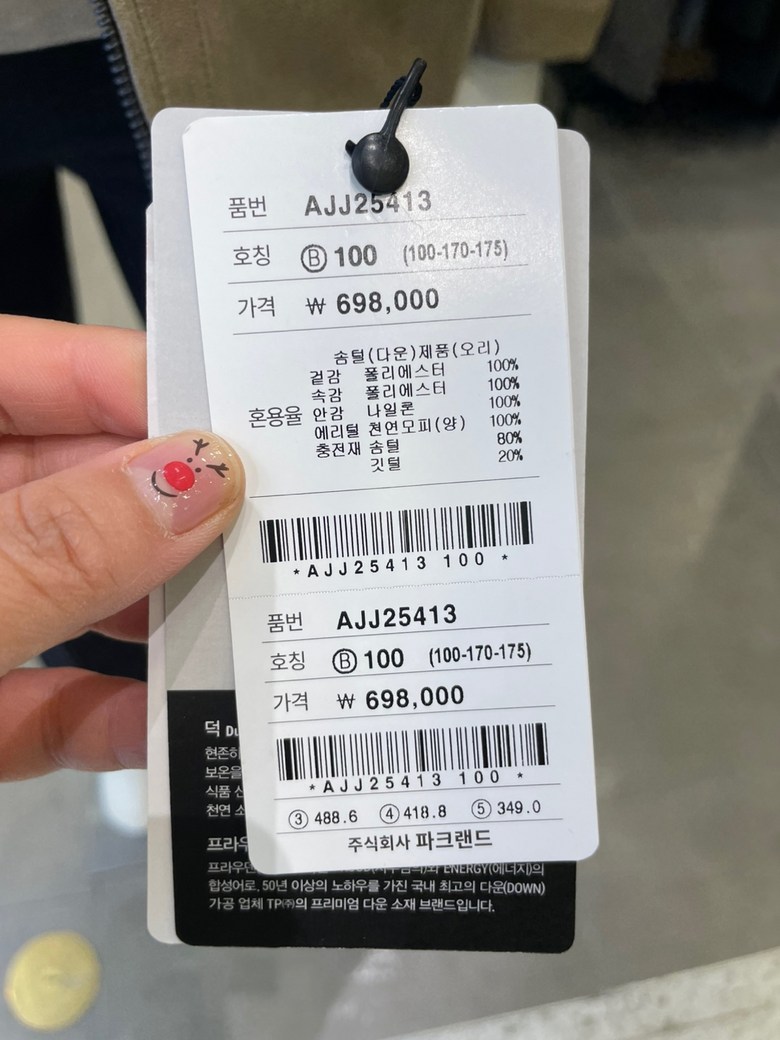 품번 AJJ25413
호칭 Ⓑ 100 (100-170-175)
가격 ₩ 698,000
솜털(다운)제품(오리)
겉감 폴리에스터 100%
속감 폴리에스터 100%
혼용율 안감 나일론 100%
에리털 천연모피(양) 100%
충전재 솜털 80%
깃털 20%
*AJJ25413 100 *
품번 AJJ25413
호칭 Ⓑ 100 (100-170-175)
가격 ₩ 698,000
*AJJ25413 100 *
③ 488.6 ④ 418.8 ⑤ 349.0
주식회사 파크랜드
덕
보온을
식품
천연
ENERGY(에너지)의
합성어로, 50년 이상의 노하우를 가진 국내 최고의 다운(DOWN)
가공 업체 TP㈜의 프리미엄 다운 소재 브랜드입니다.